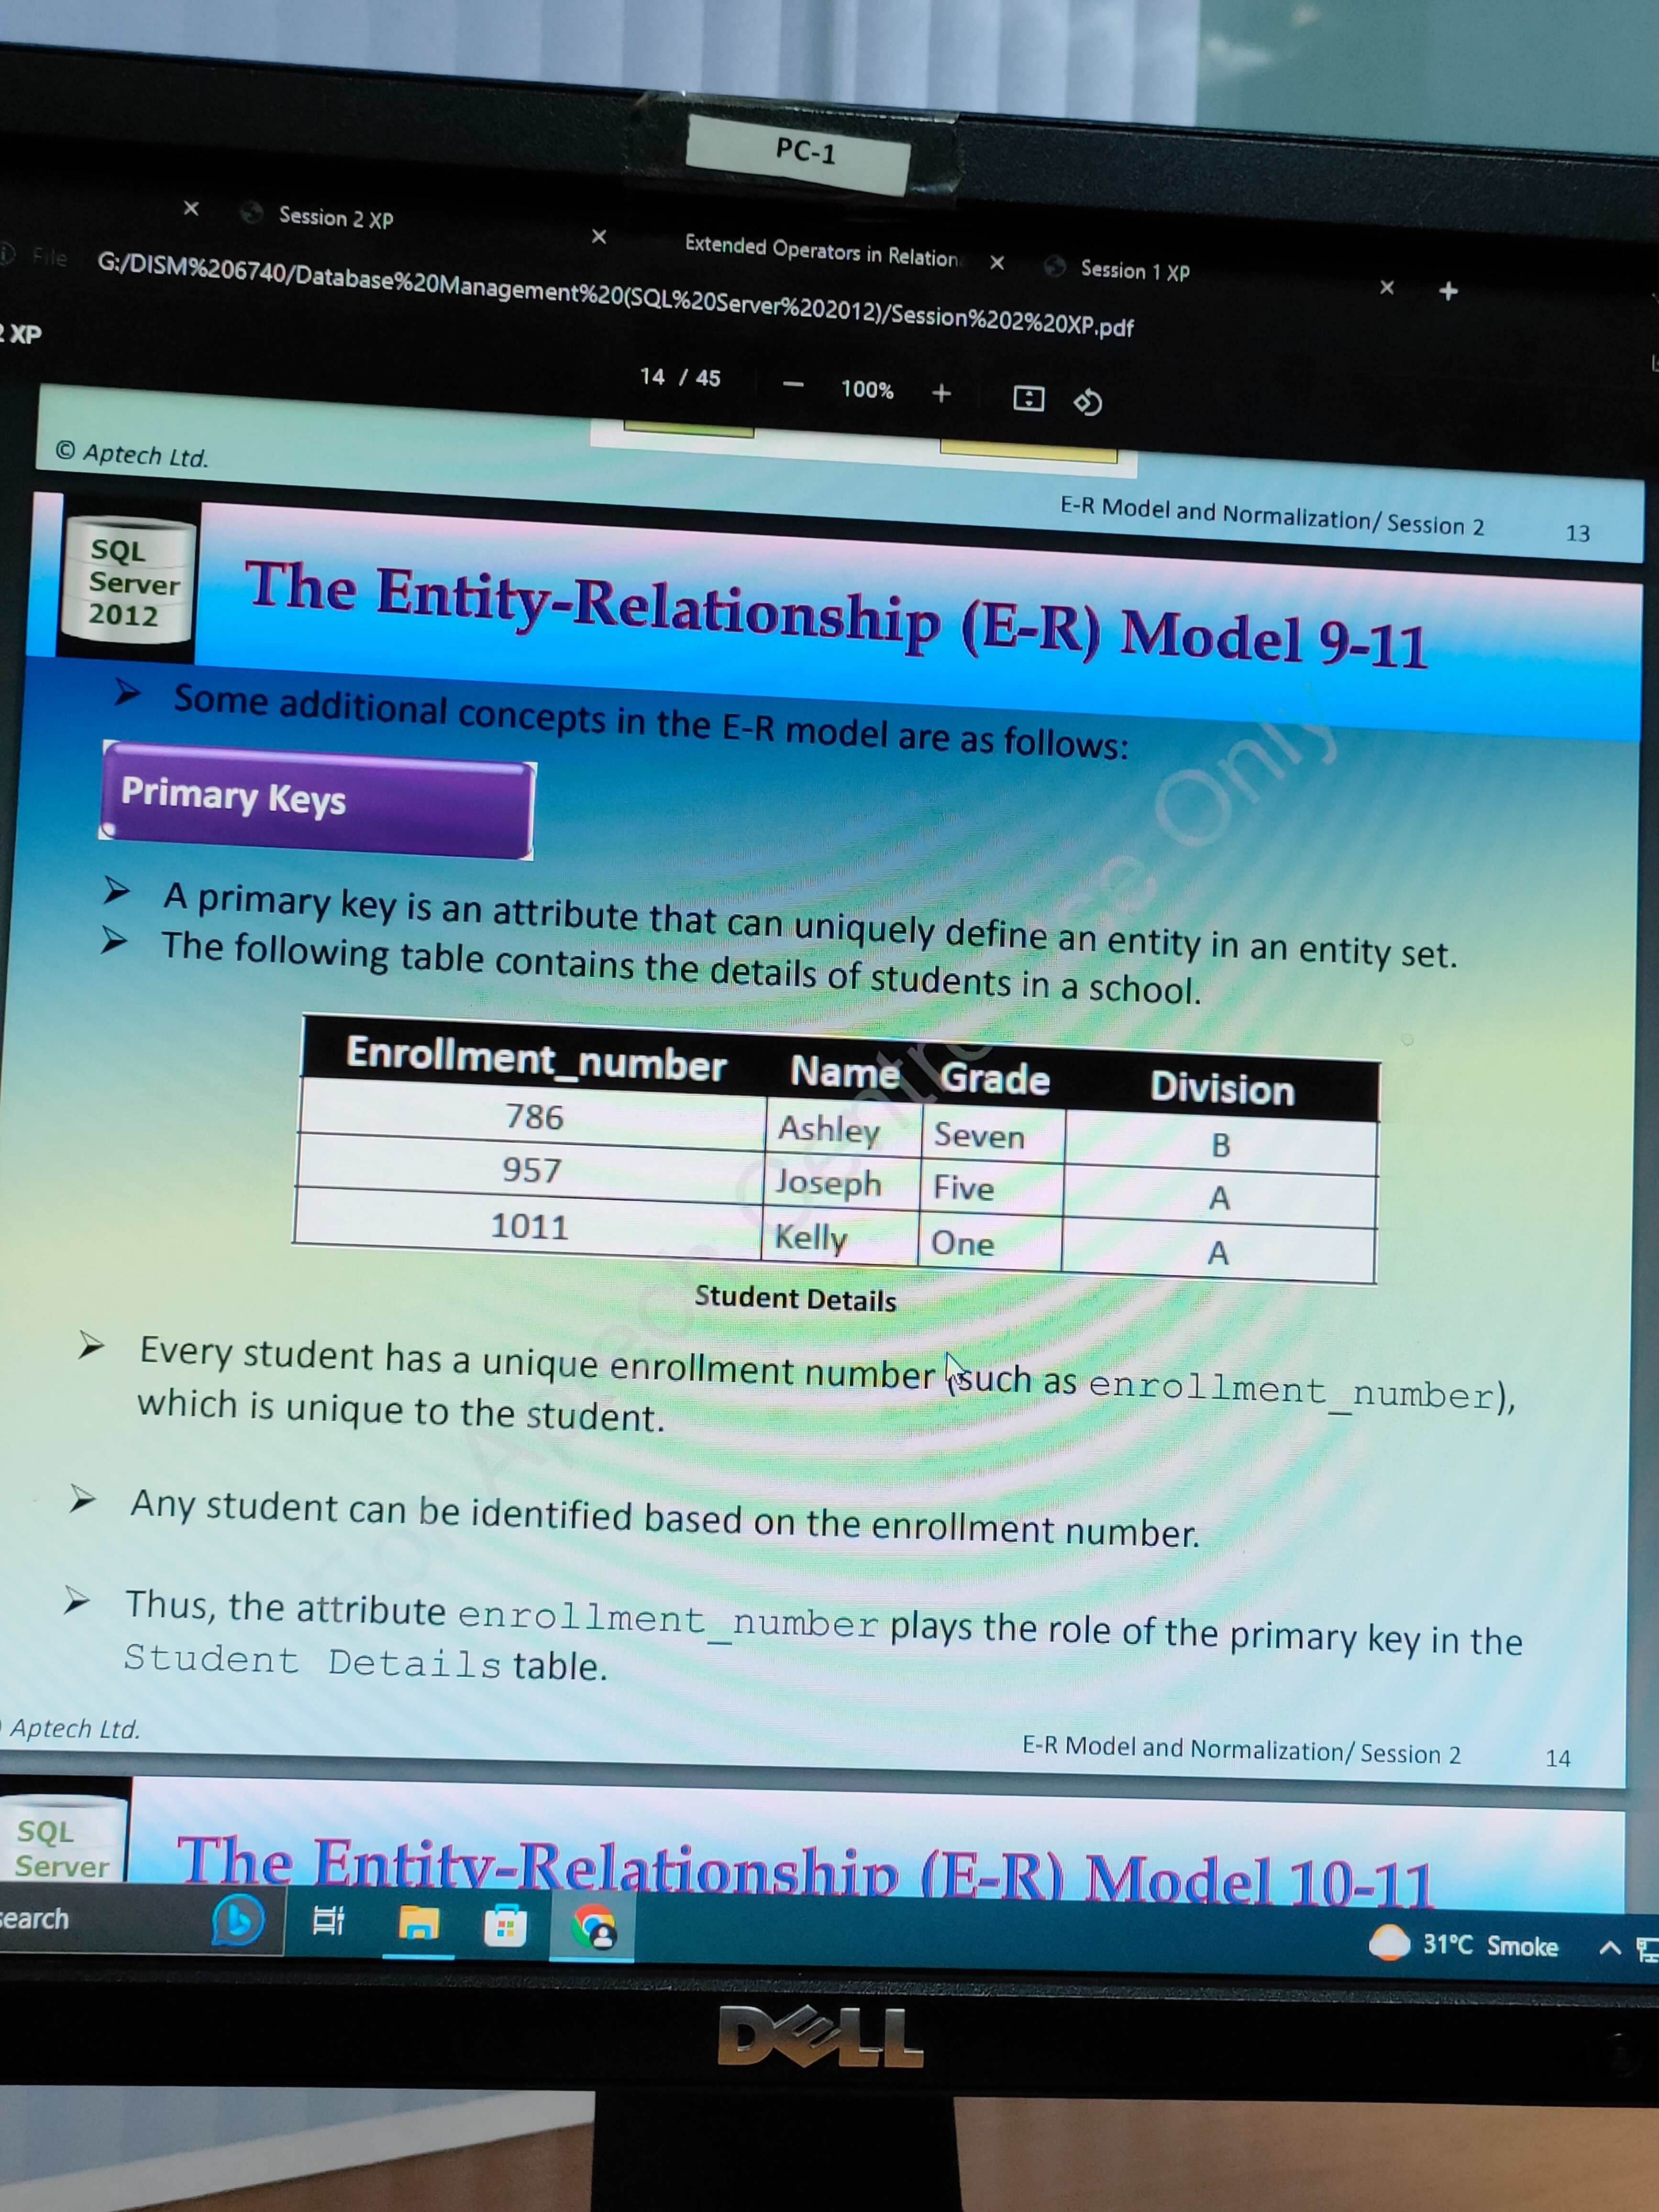 PC-1
Session 2 XP
Extended Operators in Relation
Session 1 XP
File
G:/DISM%206740/Database%20Management%20(SQL%20Server%202012)/Session%202%20XP.pdf
2 XP
14 / 45
100%
© Aptech Ltd.
E-R Model and Normalization/ Session 2
13
SQL
Server
2012
The Entity-Relationship (E-R) Model 9-11
Some additional concepts in the E-R model are as follows:
Primary Keys
A primary key is an attribute that can uniquely define an entity in an entity set.
The following table contains the details of students in a school.
Enrollment_number Name Grade Division
786 Ashley Seven B
957 Joseph Five A
1011 Kelly One A
Student Details
Every student has a unique enrollment number (such as enrollment_number),
which is unique to the student.
Any student can be identified based on the enrollment number.
Thus, the attribute enrollment_number plays the role of the primary key in the
Student Details table.
For Aptech Centre Use Only
Aptech Ltd.
E-R Model and Normalization/ Session 2
14
SQL
Server
The Entity-Relationship (E-R) Model 10-11
search
31°C Smoke
DELL